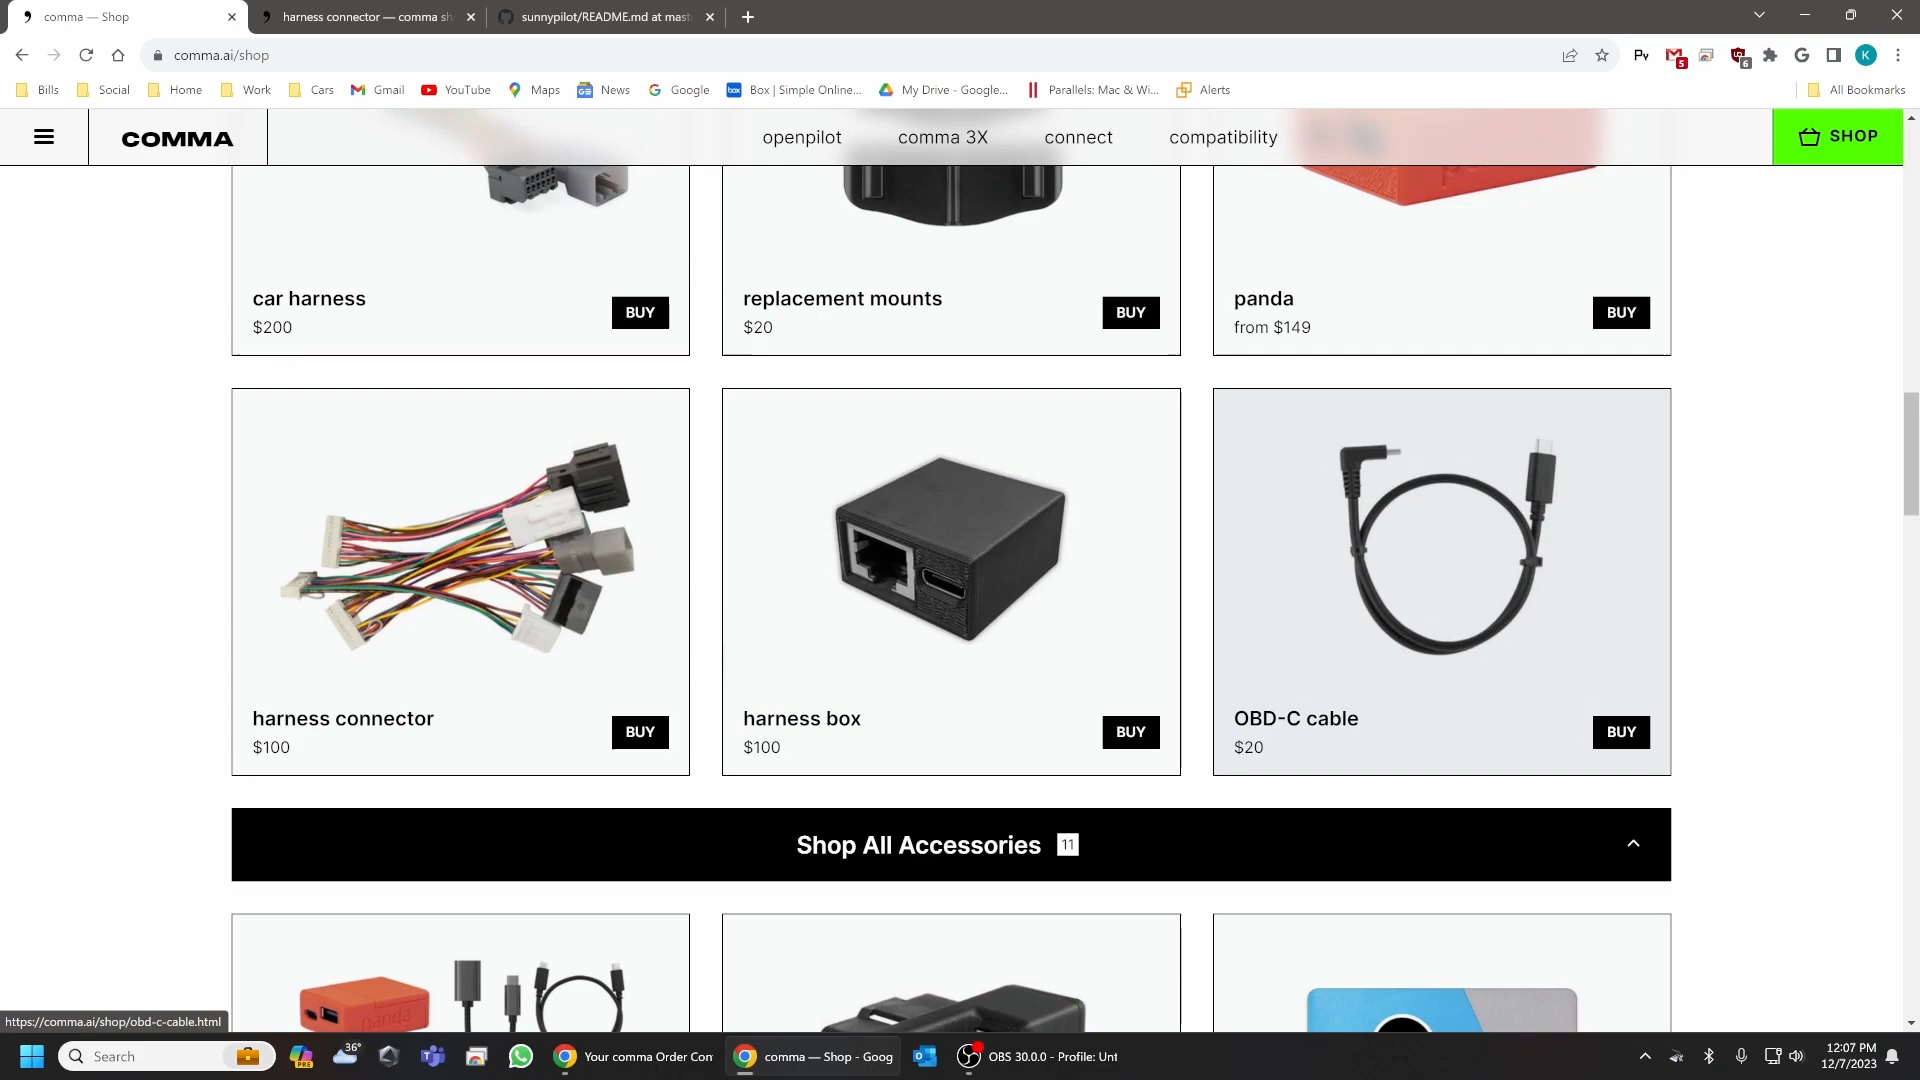 comma — Shop
harness connector — comma sh
sunnypilot/README.md at mast
comma.ai/shop
5
6
K
Bills
Social
Home
Work
Cars
Gmail
YouTube
Maps
News
Google
Box | Simple Online...
My Drive - Google...
Parallels: Mac & Wi...
Alerts
All Bookmarks
COMMA
openpilot
comma 3X
connect
compatibility
SHOP
car harness
$200
BUY
replacement mounts
$20
BUY
panda
from $149
BUY
harness connector
$100
BUY
harness box
$100
BUY
OBD-C cable
$20
BUY
Shop All Accessories 11
panda
https://comma.ai/shop/obd-c-cable.html
Search
PRE
36°
Your comma Order Con
comma — Shop - Goog
OBS 30.0.0 - Profile: Unt
12:07 PM
12/7/2023